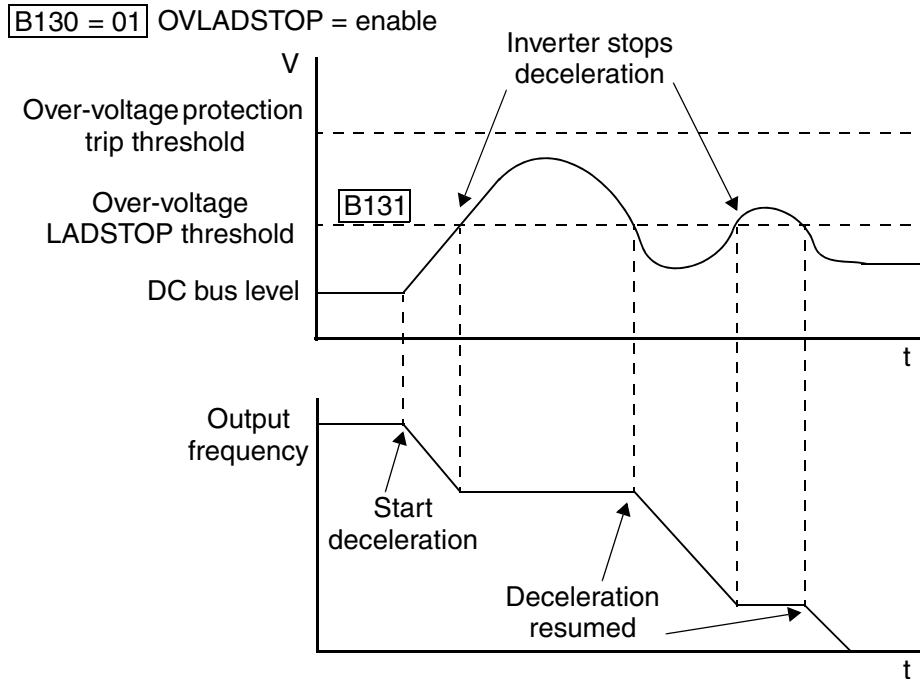 B130 = 01 OVLADSTOP = enable
V
Inverter stops
deceleration
Over-voltage protection
trip threshold
Over-voltage
LADSTOP threshold
B131
DC bus level
t
Output
frequency
Start
deceleration
Deceleration
resumed
t